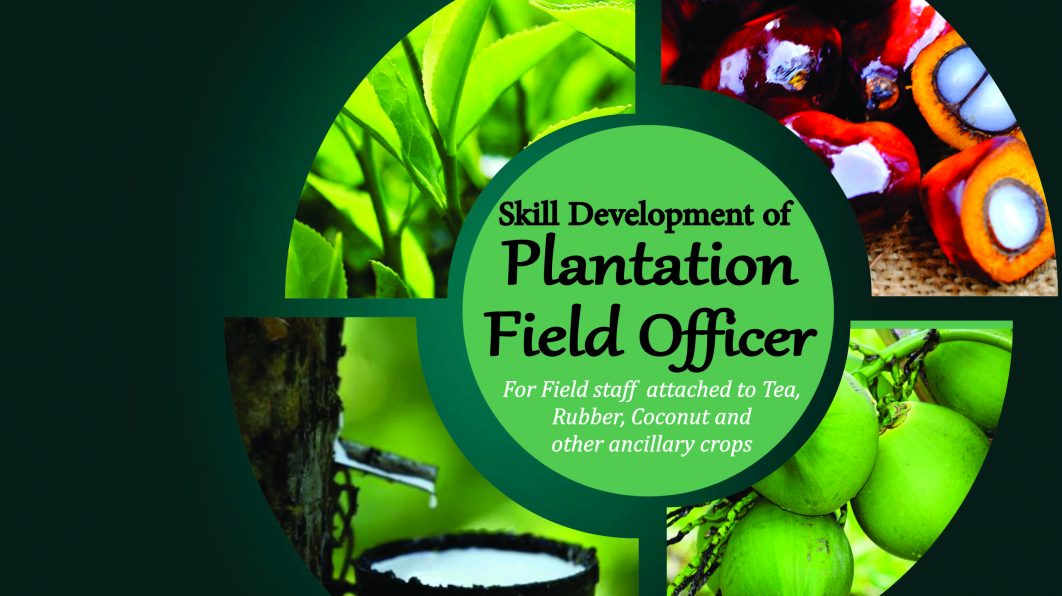 Skill Development of
Plantation
Field Officer
For Field staff attached to Tea,
Rubber, Coconut and
other ancillary crops